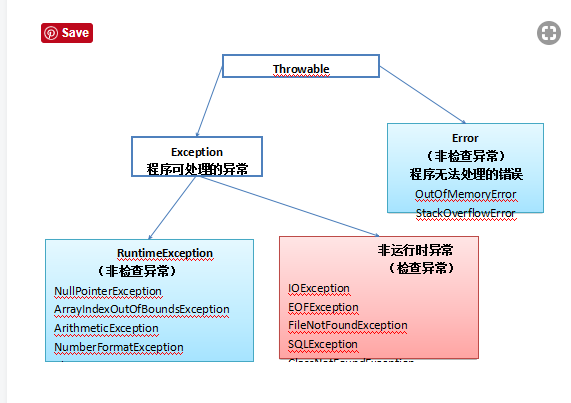 Save
Throwable
Exception
程序可处理的异常
Error
（非检查异常）
程序无法处理的错误
OutOfMemoryError
StackOverflowError
RuntimeException
（非检查异常）
NullPointerException
ArrayIndexOutOfBoundsException
ArithmeticException
NumberFormatException
非运行时异常
（检查异常）
IOException
EOFException
FileNotFoundException
SQLException